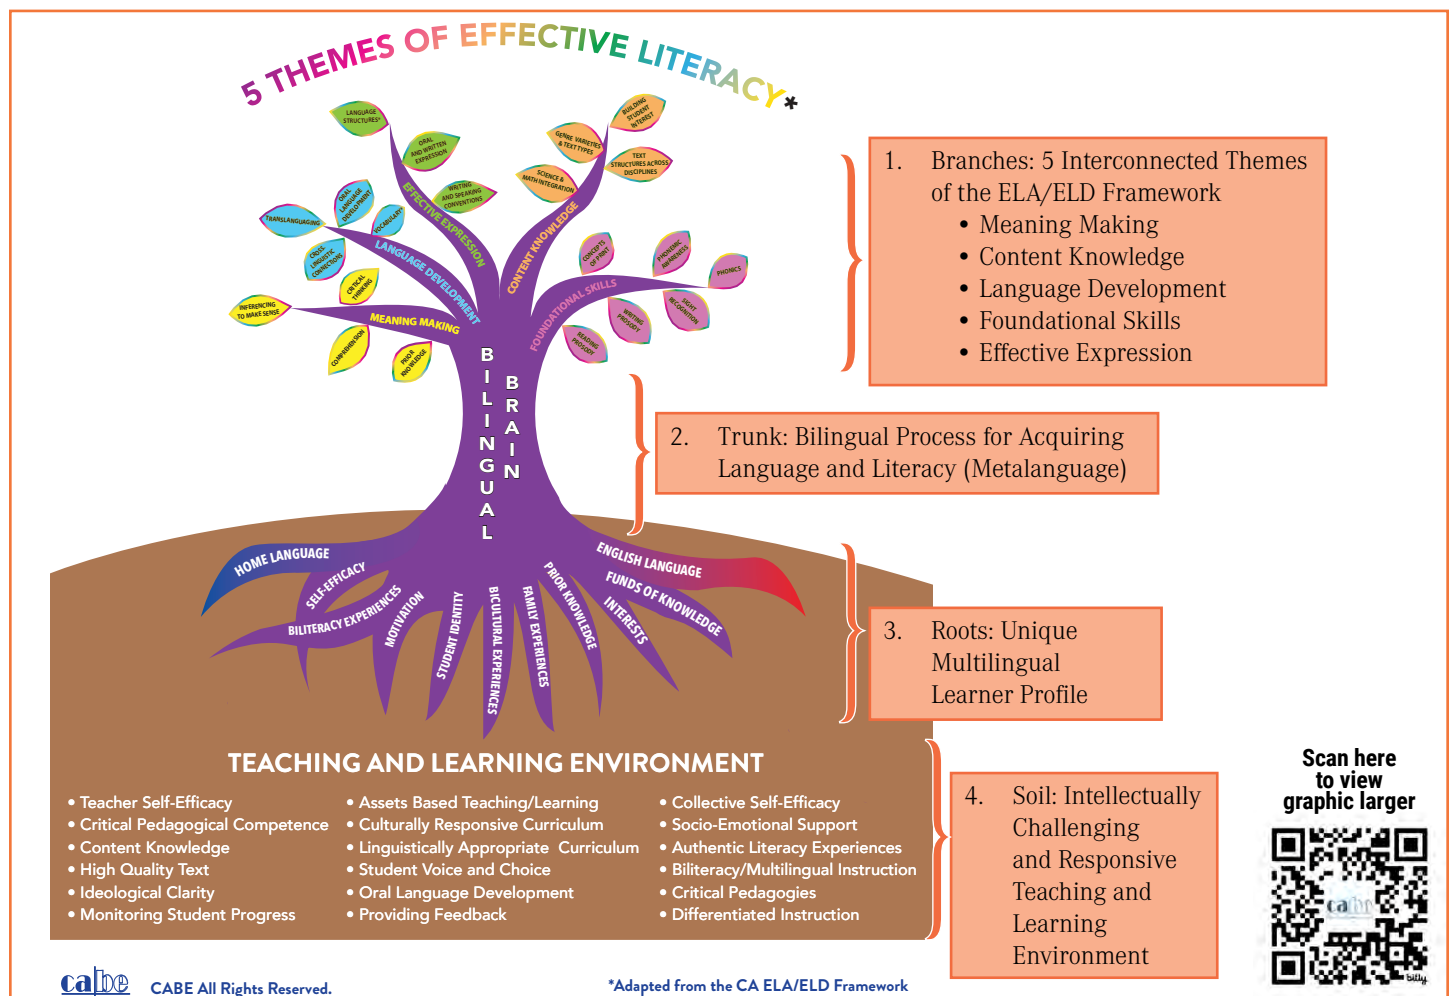 5 THEMES OF EFFECTIVE LITERACY*
LANGUAGE
STRUCTURES*
ORAL
AND WRITTEN
EXPRESSION
WRITING
AND SPEAKING
CONVENTIONS
EFFECTIVE EXPRESSION
BUILDING
STUDENT
INTEREST
GENRE VARIETIES
& TEXT TYPES
TEXT
STRUCTURES ACROSS
DISCIPLINES
SCIENCE &
MATH INTEGRATION
CONTENT KNOWLEDGE
ORAL
LANGUAGE
DEVELOPMENT
TRANSLANGUAGING
VOCABULARY*
CROSS
LINGUISTIC
CONNECTIONS
LANGUAGE DEVELOPMENT
CRITICAL
THINKING
INFERENCING
TO MAKE SENSE
COMPREHENSION
PRIOR
KNOWLEDGE
MEANING MAKING
CONCEPTS
OF PRINT
PHONEMIC
AWARENESS
PHONICS
SIGHT
RECOGNITION
WRITING
PROSODY
READING
PROSODY
FOUNDATIONAL SKILLS
BILINGUAL
BRAIN
1. Branches: 5 Interconnected Themes
of the ELA/ELD Framework
• Meaning Making
• Content Knowledge
• Language Development
• Foundational Skills
• Effective Expression
2. Trunk: Bilingual Process for Acquiring
Language and Literacy (Metalanguage)
HOME LANGUAGE
SELF-EFFICACY
BILITERACY EXPERIENCES
MOTIVATION
STUDENT IDENTITY
BICULTURAL EXPERIENCES
FAMILY EXPERIENCES
PRIOR KNOWLEDGE
INTERESTS
FUNDS OF KNOWLEDGE
ENGLISH LANGUAGE
3. Roots: Unique
Multilingual
Learner Profile
TEACHING AND LEARNING ENVIRONMENT
• Teacher Self-Efficacy
• Critical Pedagogical Competence
• Content Knowledge
• High Quality Text
• Ideological Clarity
• Monitoring Student Progress
• Assets Based Teaching/Learning
• Culturally Responsive Curriculum
• Linguistically Appropriate Curriculum
• Student Voice and Choice
• Oral Language Development
• Providing Feedback
• Collective Self-Efficacy
• Socio-Emotional Support
• Authentic Literacy Experiences
• Biliteracy/Multilingual Instruction
• Critical Pedagogies
• Differentiated Instruction
4. Soil: Intellectually
Challenging
and Responsive
Teaching and
Learning
Environment
Scan here
to view
graphic larger
cabe
bitly
cabe
CABE All Rights Reserved.
*Adapted from the CA ELA/ELD Framework